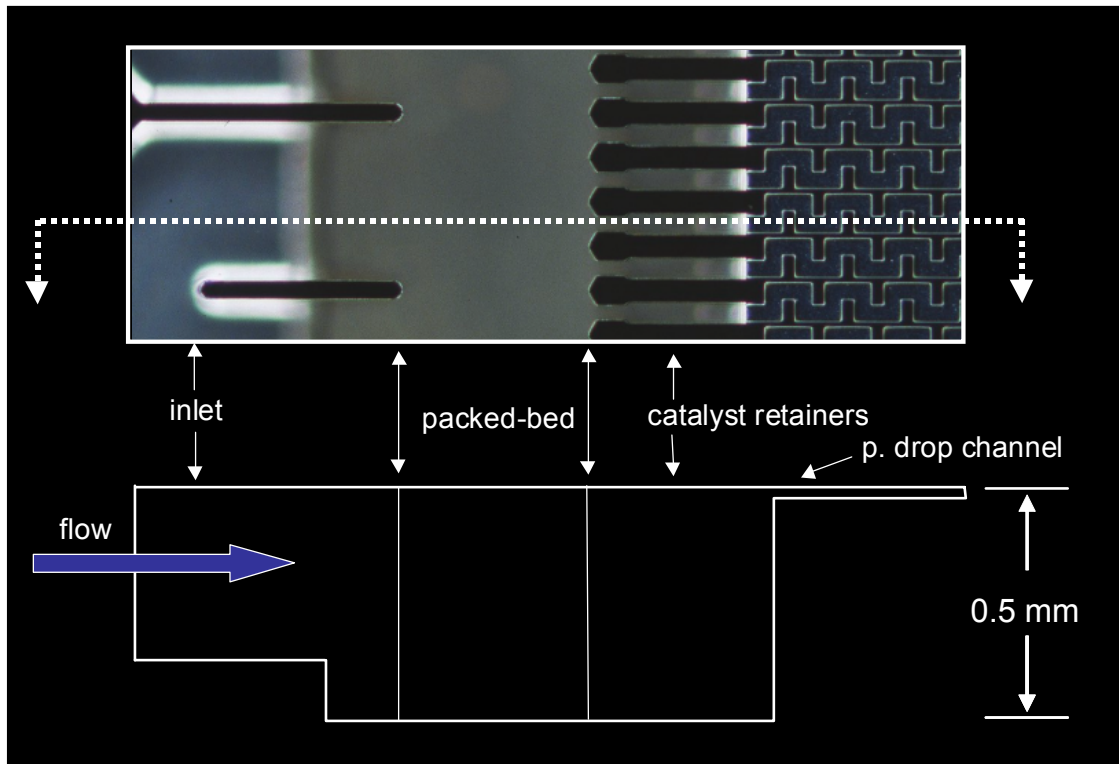 inlet
packed-bed
catalyst retainers
p. drop channel
flow
0.5 mm